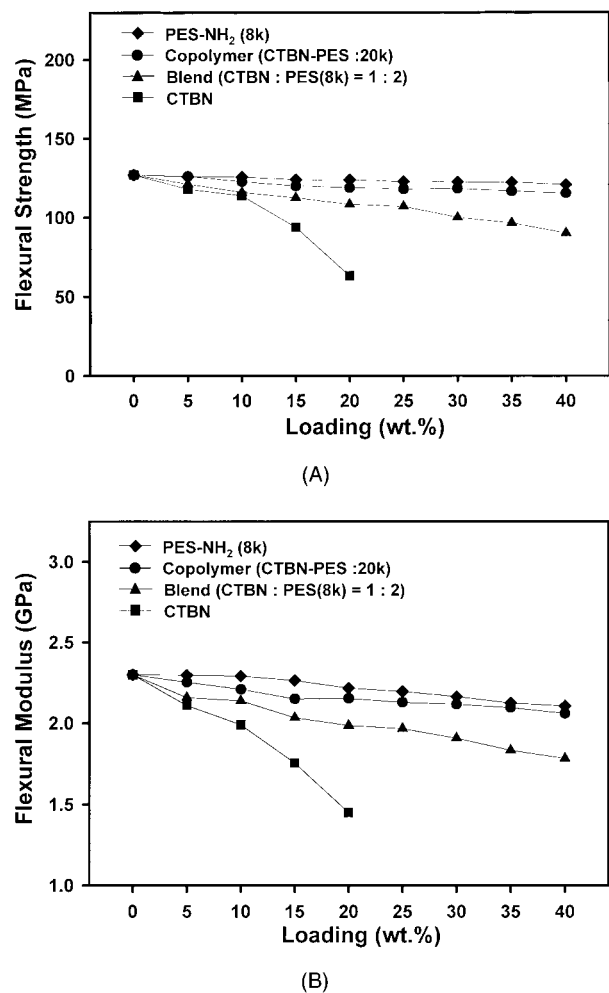 PES-NH2 (8k)
Copolymer (CTBN-PES :20k)
Blend (CTBN : PES(8k) = 1 : 2)
CTBN
Flexural Strength (MPa)
200
150
100
50
0
0 5 10 15 20 25 30 35 40
Loading (wt.%)
(A)
PES-NH2 (8k)
Copolymer (CTBN-PES :20k)
Blend (CTBN : PES(8k) = 1 : 2)
CTBN
Flexural Modulus (GPa)
3.0
2.5
2.0
1.5
1.0
0 5 10 15 20 25 30 35 40
Loading (wt.%)
(B)